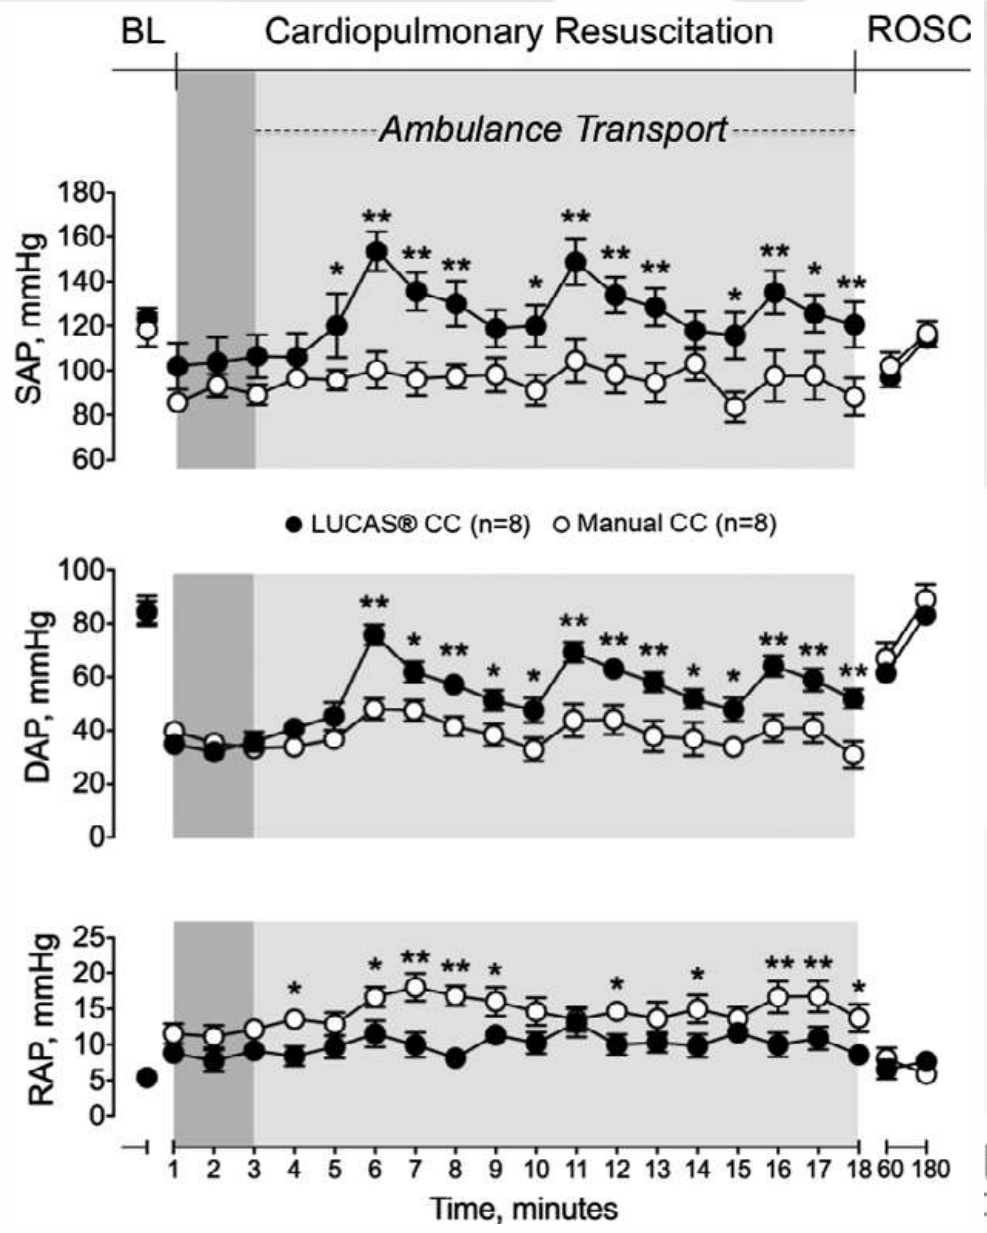 BL Cardiopulmonary Resuscitation ROSC
Ambulance Transport
SAP, mmHg
180
160
140
120
100
80
60
** ** ** ** ** ** **
* * * *
**
● LUCAS® CC (n=8) ○ Manual CC (n=8)
DAP, mmHg
100
80
60
40
20
0
** * ** * * ** ** ** * * ** ** **
RAP, mmHg
25
20
15
10
5
0
* * ** ** * * * ** ** *
1 2 3 4 5 6 7 8 9 10 11 12 13 14 15 16 17 18 60 180
Time, minutes